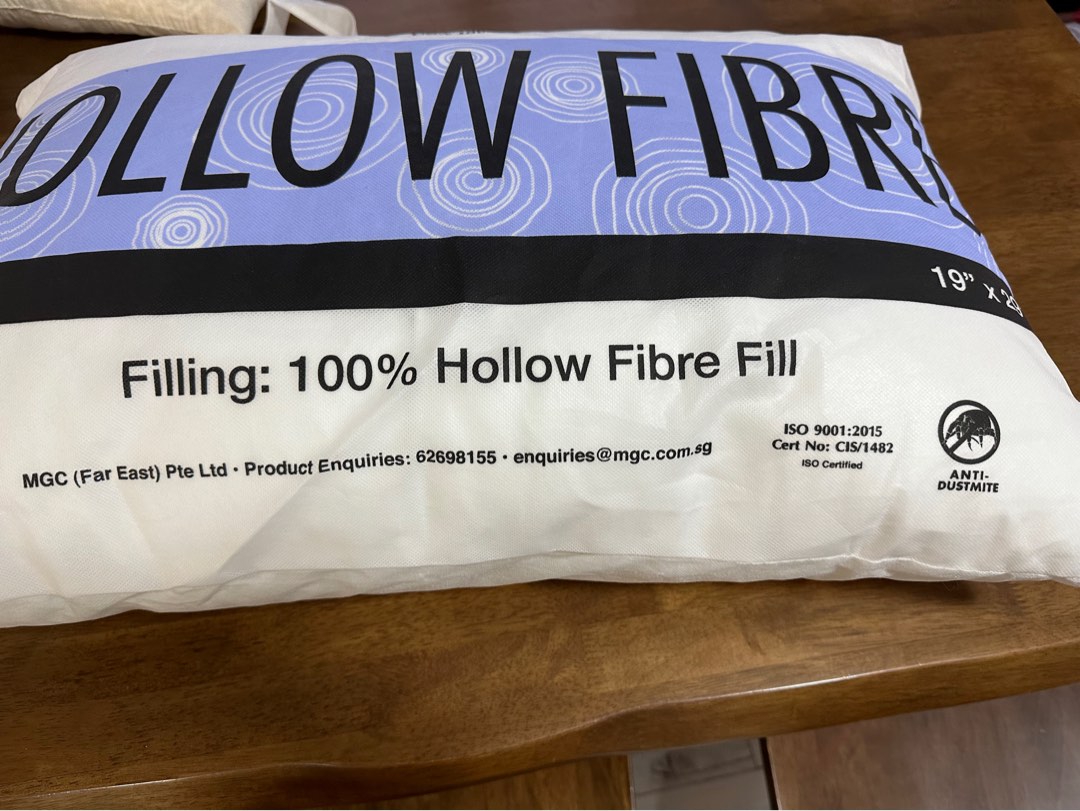 OLLOW FIBRE
19" x 2
Filling: 100% Hollow Fibre Fill
MGC (Far East) Pte Ltd · Product Enquiries: 62698155 · enquiries@mgc.com.sg
ISO 9001:2015
Cert No: CIS/1482
ISO Certified
ANTI-
DUSTMITE